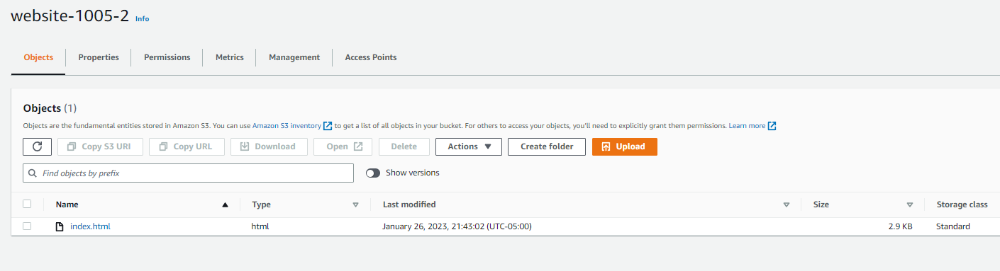 website-1005-2 Info
Objects Properties Permissions Metrics Management Access Points
Objects (1)
Objects are the fundamental entities stored in Amazon S3. You can use Amazon S3 inventory to get a list of all objects in your bucket. For others to access your objects, you'll need to explicitly grant them permissions. Learn more
Copy S3 URI Copy URL Download Open Delete Actions Create folder Upload
Find objects by prefix Show versions
Name Type Last modified Size Storage class
index.html html January 26, 2023, 21:43:02 (UTC-05:00) 2.9 KB Standard